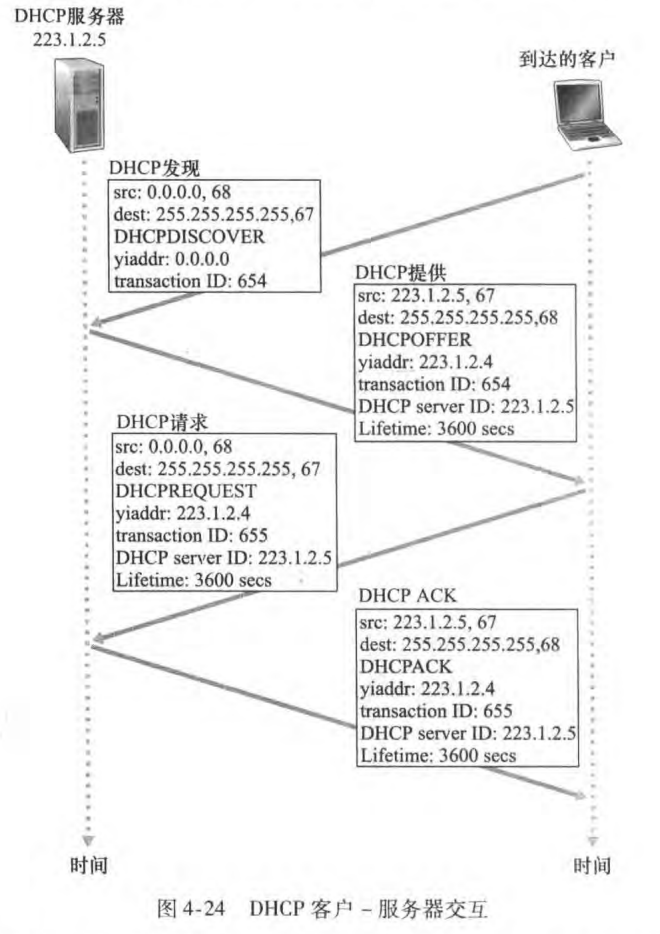 DHCP服务器
223.1.2.5
到达的客户
DHCP发现
src: 0.0.0.0, 68
dest: 255.255.255.255,67
DHCPDISCOVER
yiaddr: 0.0.0.0
transaction ID: 654
DHCP提供
src: 223.1.2.5, 67
dest: 255.255.255.255,68
DHCPOFFER
yiaddr: 223.1.2.4
transaction ID: 654
DHCP server ID: 223.1.2.5
Lifetime: 3600 secs
DHCP请求
src: 0.0.0.0, 68
dest: 255.255.255.255, 67
DHCPREQUEST
yiaddr: 223.1.2.4
transaction ID: 655
DHCP server ID: 223.1.2.5
Lifetime: 3600 secs
DHCP ACK
src: 223.1.2.5, 67
dest: 255.255.255.255,68
DHCPACK
yiaddr: 223.1.2.4
transaction ID: 655
DHCP server ID: 223.1.2.5
Lifetime: 3600 secs
时间
时间
图 4-24 DHCP 客户－服务器交互